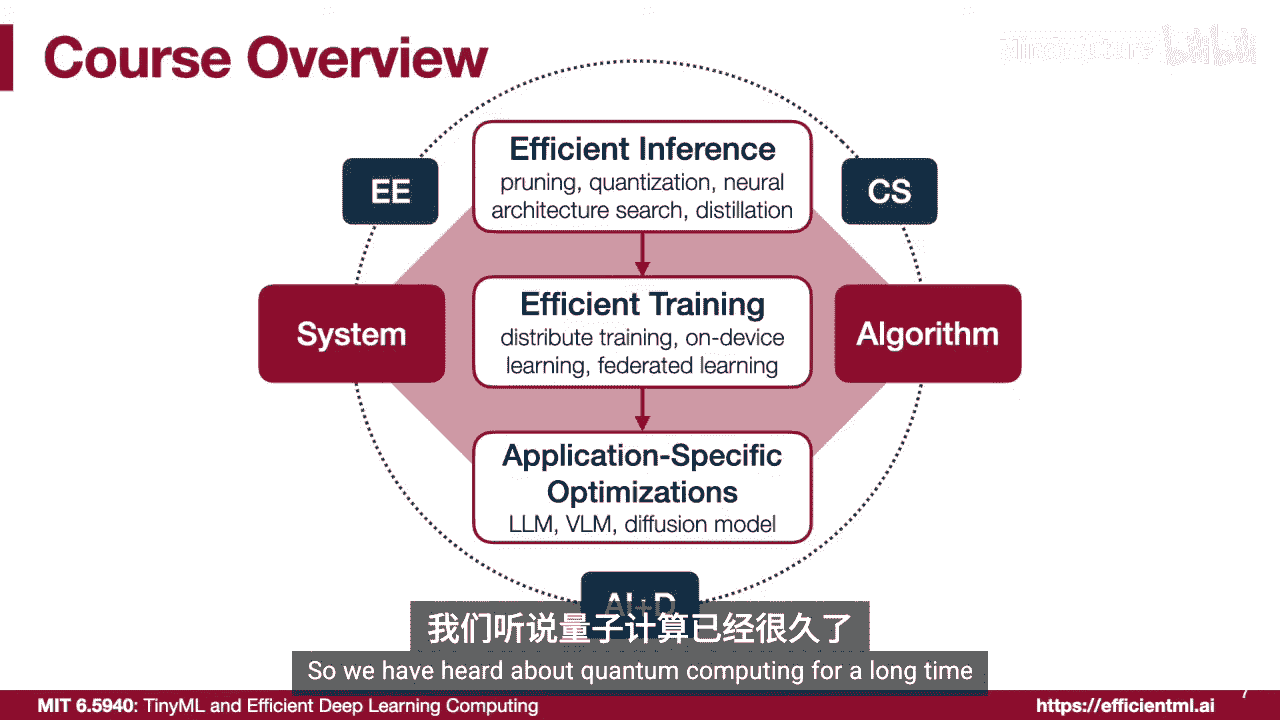 Course Overview
Efficient Inference
pruning, quantization, neural
architecture search, distillation
EE
CS
System
Efficient Training
distribute training, on-device
learning, federated learning
Algorithm
Application-Specific
Optimizations
LLM, VLM, diffusion model
AI+D
我们听说量子计算已经很久了
So we have heard about quantum computing for a long time
MIT 6.5940: TinyML and Efficient Deep Learning Computing
https://efficientml.ai
7